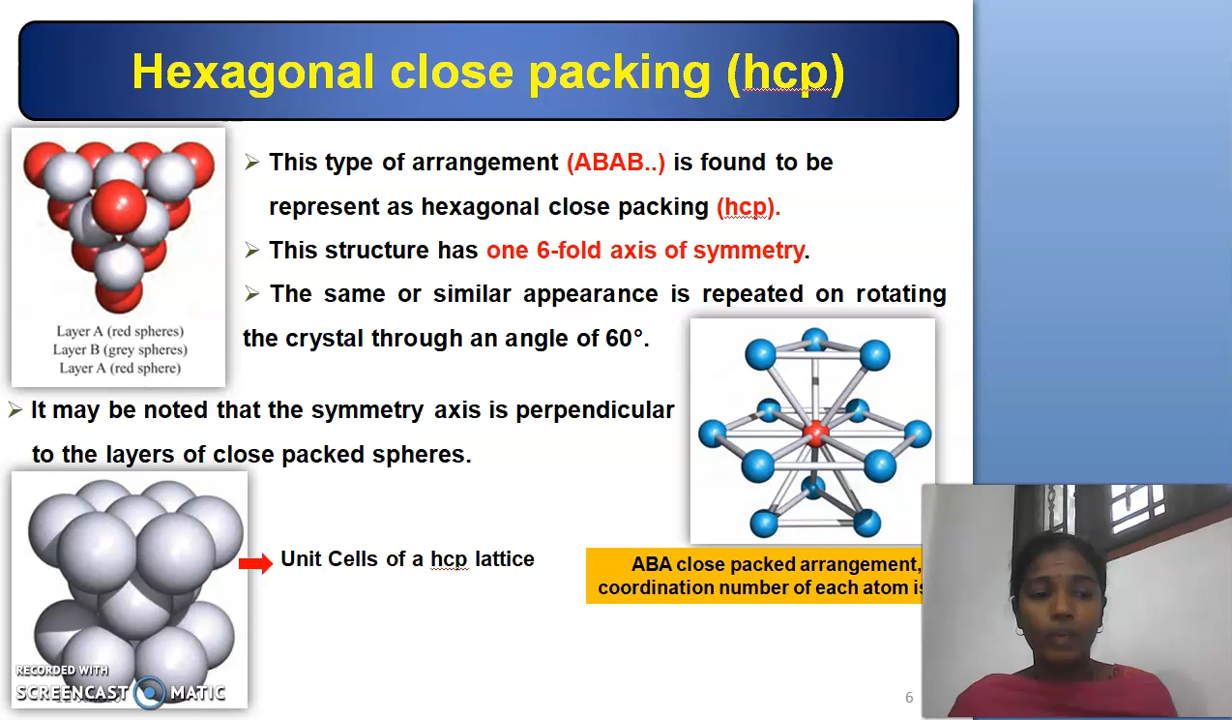 Hexagonal close packing (hcp)
➢ This type of arrangement (ABAB..) is found to be
represent as hexagonal close packing (hcp).
➢ This structure has one 6-fold axis of symmetry.
➢ The same or similar appearance is repeated on rotating
the crystal through an angle of 60°.
Layer A (red spheres)
Layer B (grey spheres)
Layer A (red sphere)
➢ It may be noted that the symmetry axis is perpendicular
to the layers of close packed spheres.
Unit Cells of a hcp lattice
ABA close packed arrangement,
coordination number of each atom is
RECORDED WITH
SCREENCAST MATIC
6